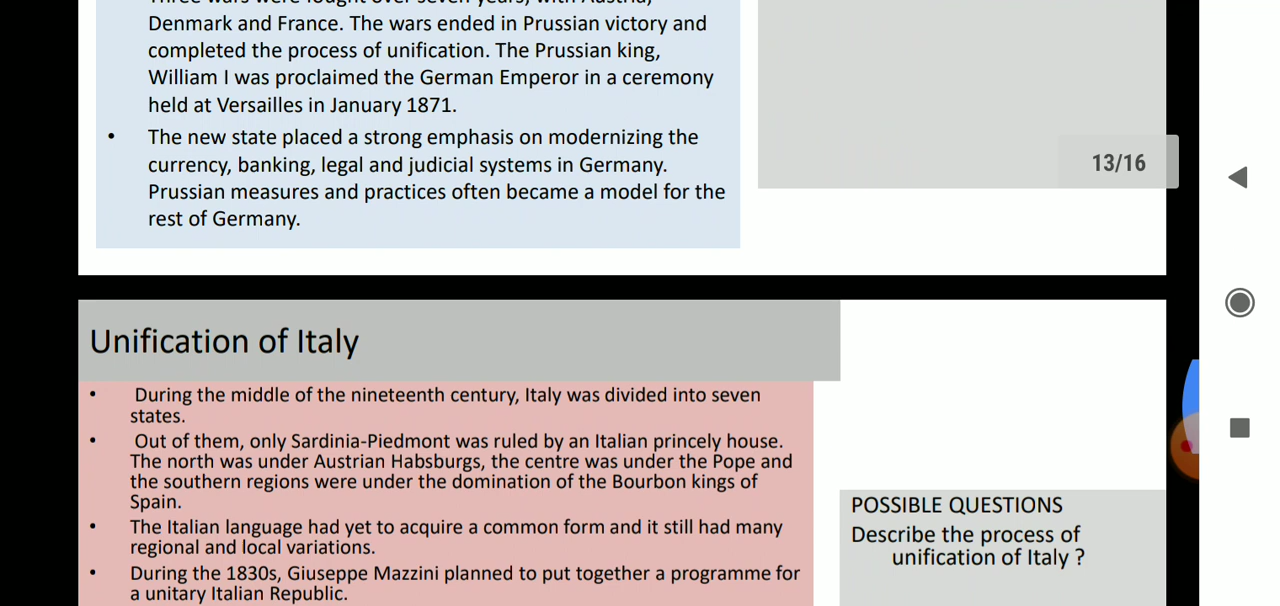 Denmark and France. The wars ended in Prussian victory and
completed the process of unification. The Prussian king,
William I was proclaimed the German Emperor in a ceremony
held at Versailles in January 1871.
• The new state placed a strong emphasis on modernizing the
currency, banking, legal and judicial systems in Germany.
Prussian measures and practices often became a model for the
rest of Germany.
13/16
Unification of Italy
• During the middle of the nineteenth century, Italy was divided into seven
states.
• Out of them, only Sardinia-Piedmont was ruled by an Italian princely house.
The north was under Austrian Habsburgs, the centre was under the Pope and
the southern regions were under the domination of the Bourbon kings of
Spain.
• The Italian language had yet to acquire a common form and it still had many
regional and local variations.
• During the 1830s, Giuseppe Mazzini planned to put together a programme for
a unitary Italian Republic.
POSSIBLE QUESTIONS
Describe the process of
unification of Italy ?